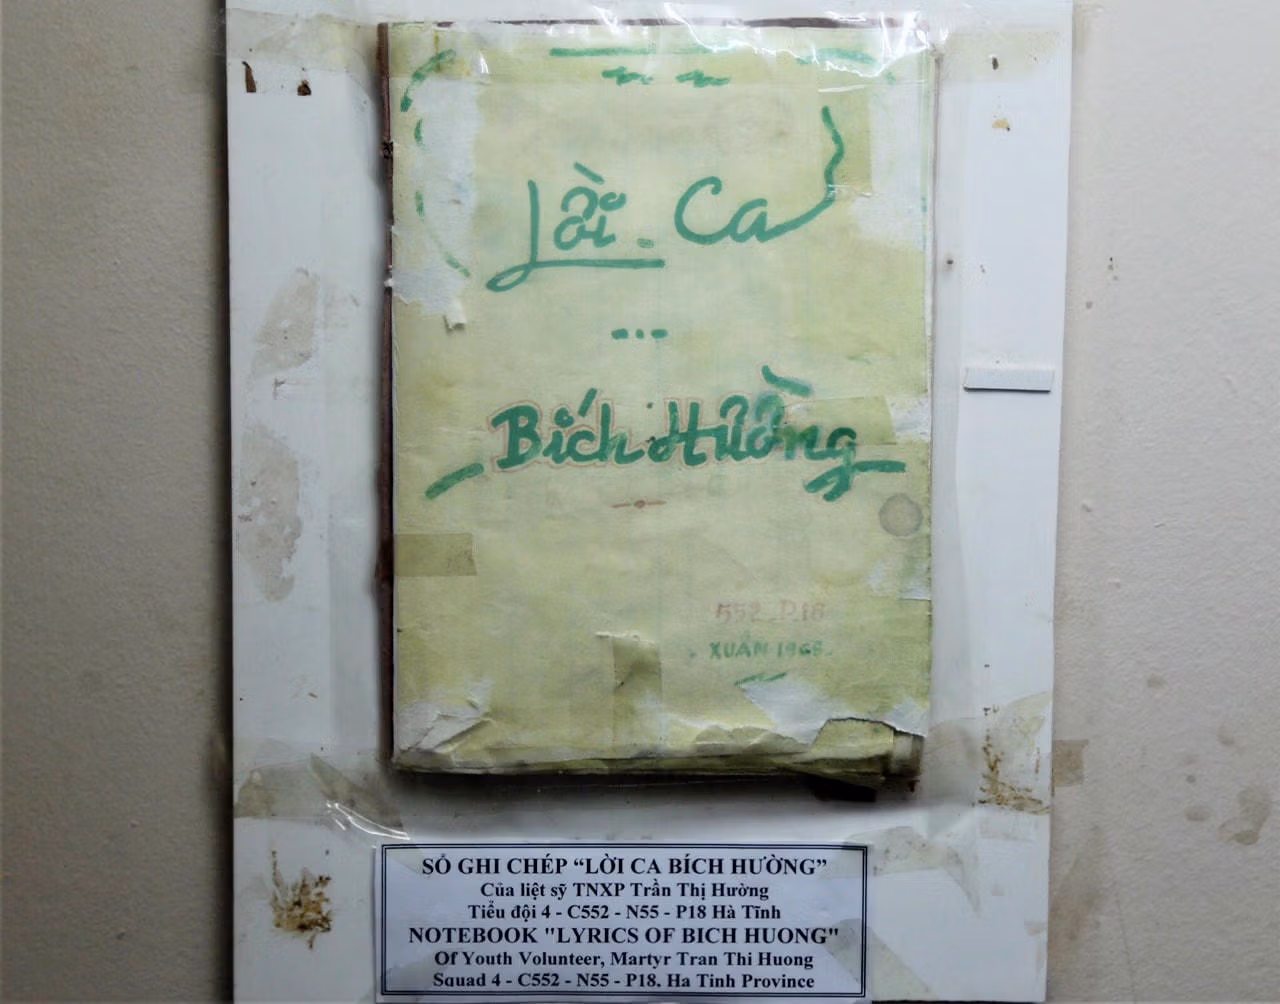 Lời Ca
...
Bích Hường
552_P.18
XUÂN 1968
SỔ GHI CHÉP “LỜI CA BÍCH HƯỜNG”
Của liệt sỹ TNXP Trần Thị Hường
Tiểu đội 4 - C552 - N55 - P18 Hà Tĩnh
NOTEBOOK "LYRICS OF BICH HUONG"
Of Youth Volunteer, Martyr Tran Thi Huong
Squad 4 - C552 - N55 - P18, Ha Tinh Province